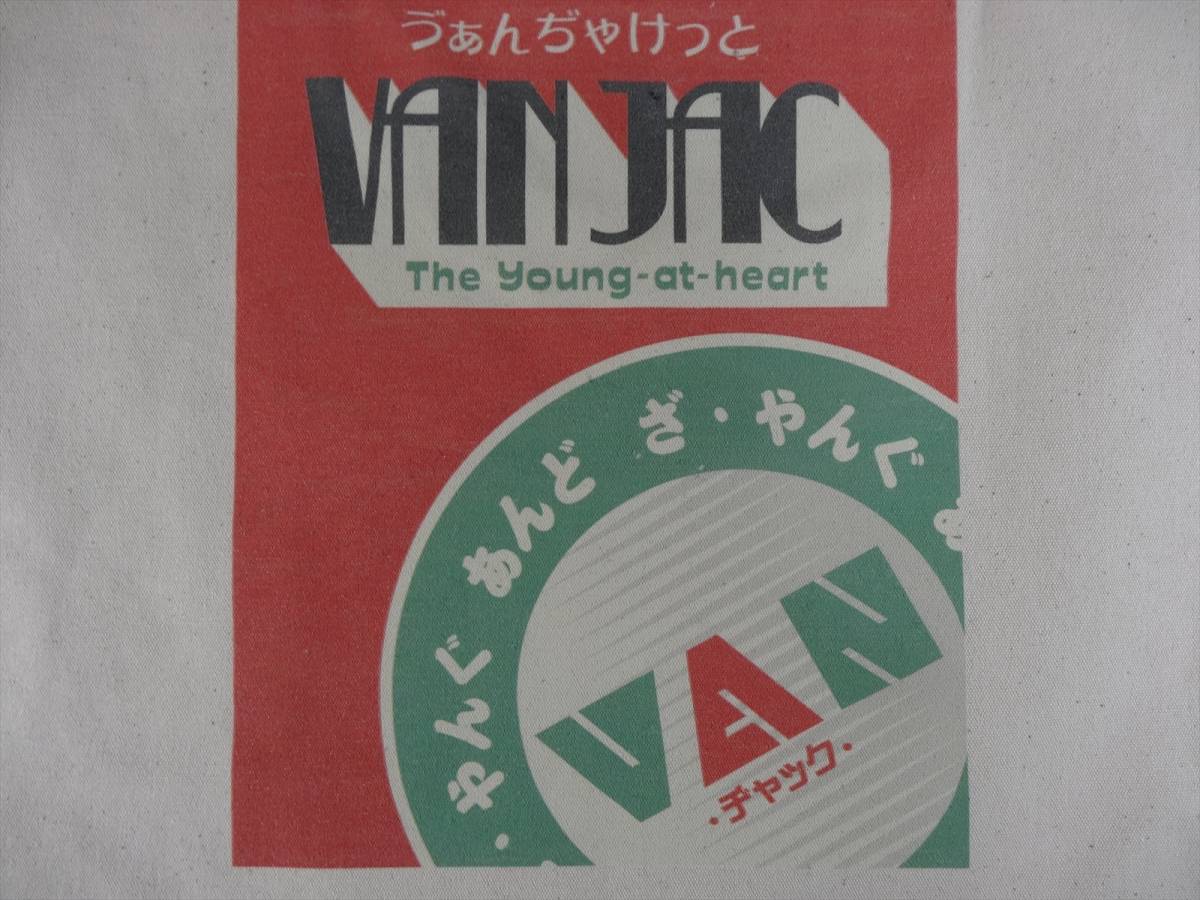 ゔぁんぢゃけっと
VAN JAC
The Young-at-heart
・やんぐ あんど ざ・やんぐ
VAN
・ヂャック・